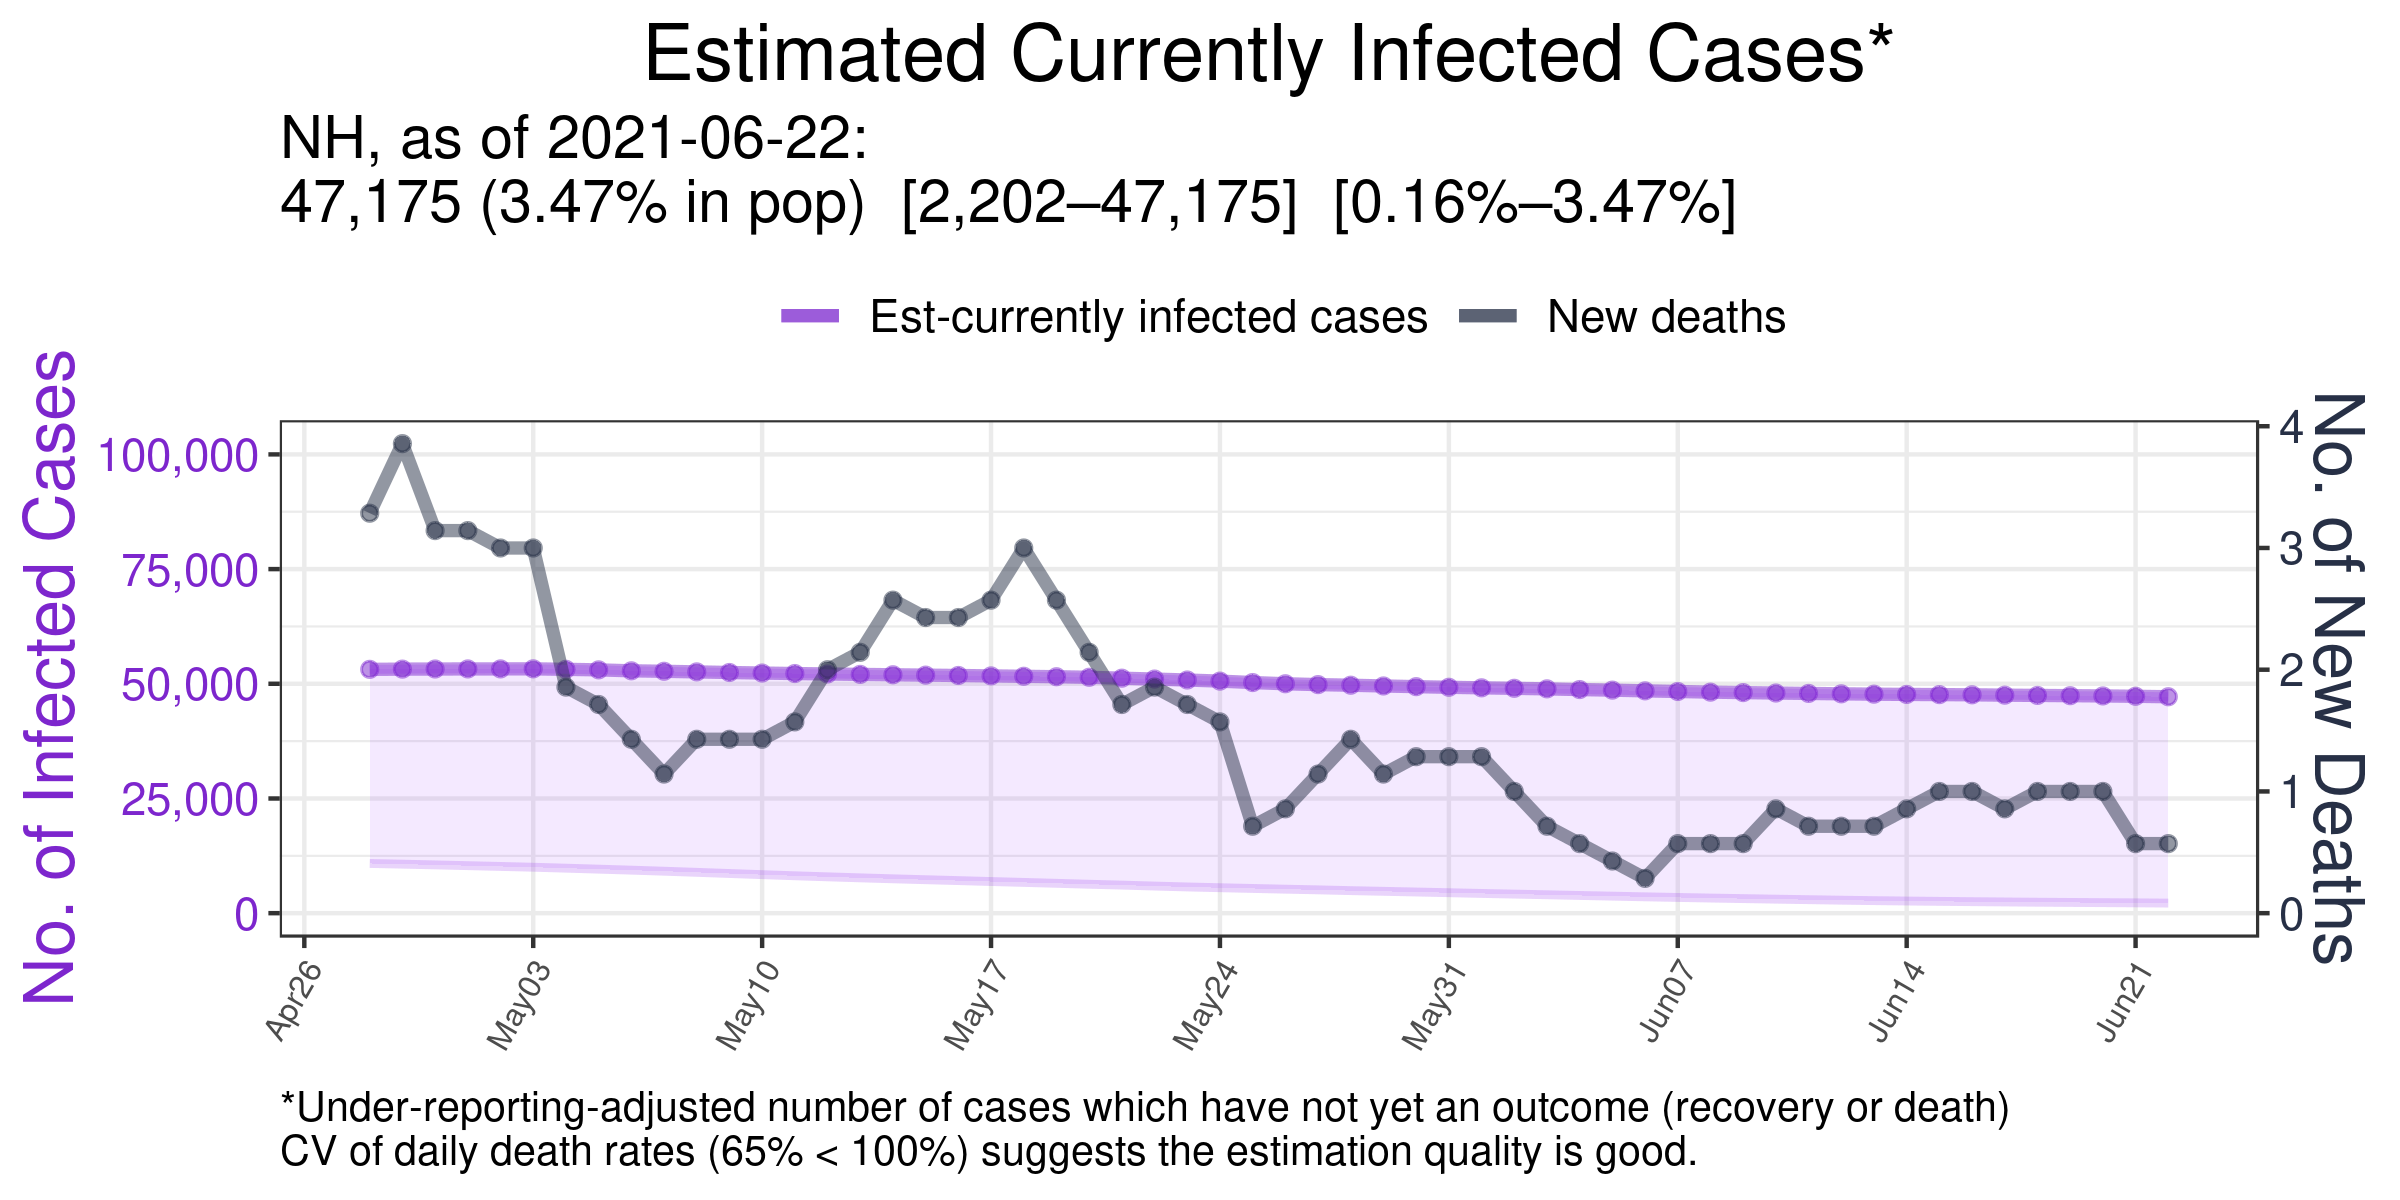 Estimated Currently Infected Cases*
NH, as of 2021-06-22:
47,175 (3.47% in pop)  [2,202–47,175]  [0.16%–3.47%]
Est-currently infected cases
New deaths
No. of Infected Cases
100,000
75,000
50,000
25,000
0
4
3
2
1
0
No. of New Deaths
Apr26
May03
May10
May17
May24
May31
Jun07
Jun14
Jun21
*Under-reporting-adjusted number of cases which have not yet an outcome (recovery or death)
CV of daily death rates (65% < 100%) suggests the estimation quality is good.